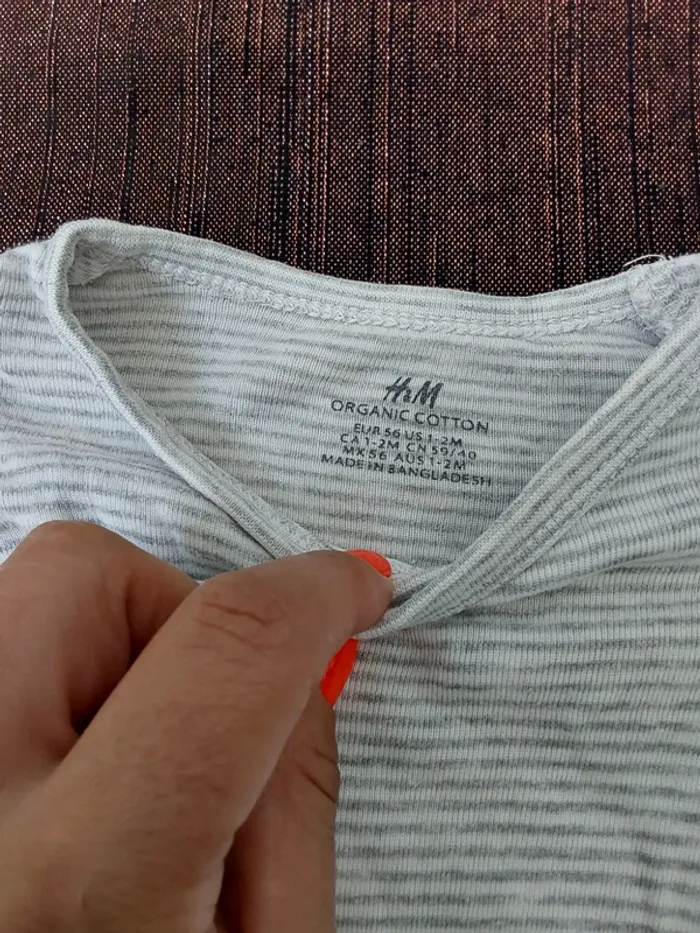 H&M
ORGANIC COTTON
EUR 56 US 1-2M
CA 1-2M CN 59/40
MX 56 AUS 1-2M
MADE IN BANGLADESH